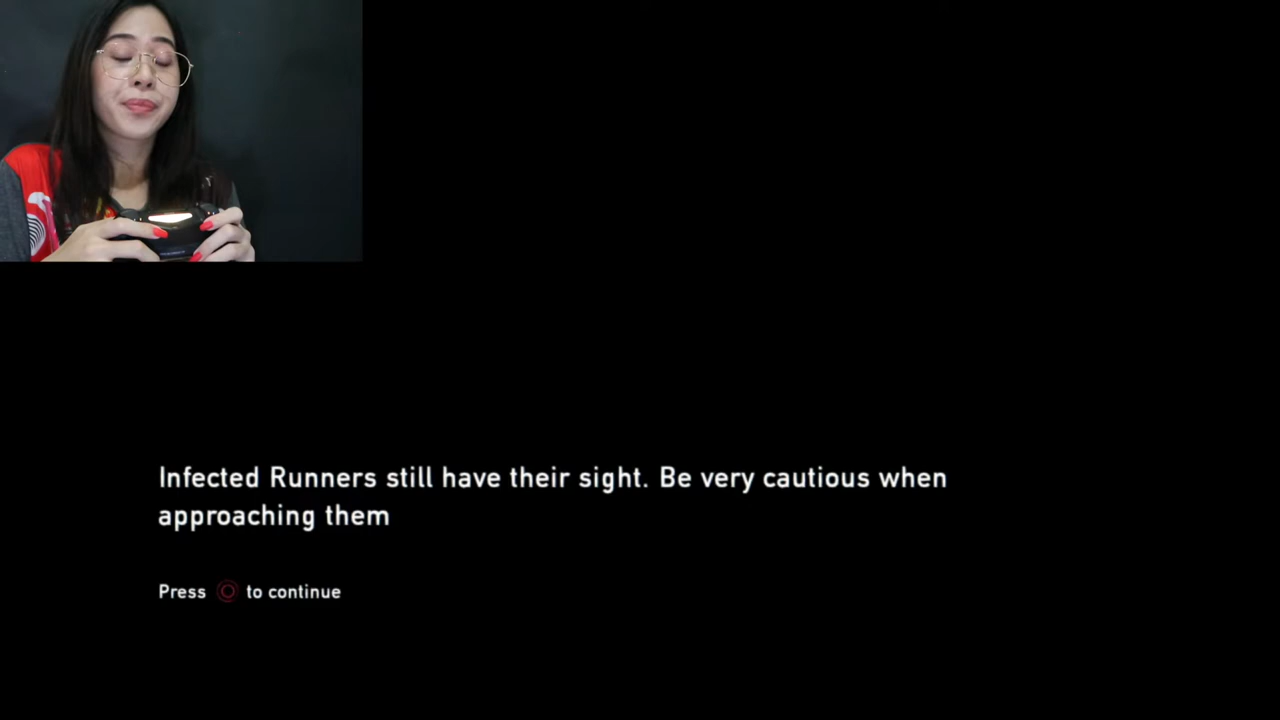 Infected Runners still have their sight. Be very cautious when
approaching them
Press to continue